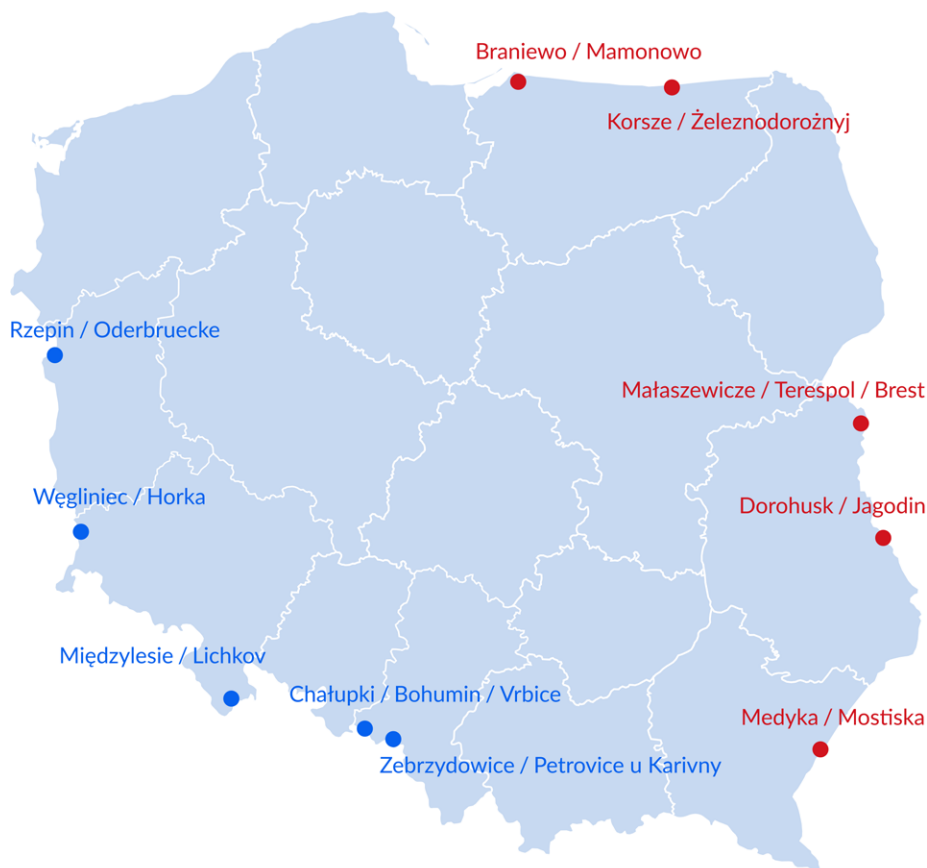 Braniewo / Mamonowo
Korsze / Żeleznodorożnyj
Rzepin / Oderbruecke
Małaszewicze / Terespol / Brest
Węgliniec / Horka
Dorohusk / Jagodin
Międzylesie / Lichkov
Chałupki / Bohumin / Vrbice
Medyka / Mostiska
Zebrzydowice / Petrovice u Karivny